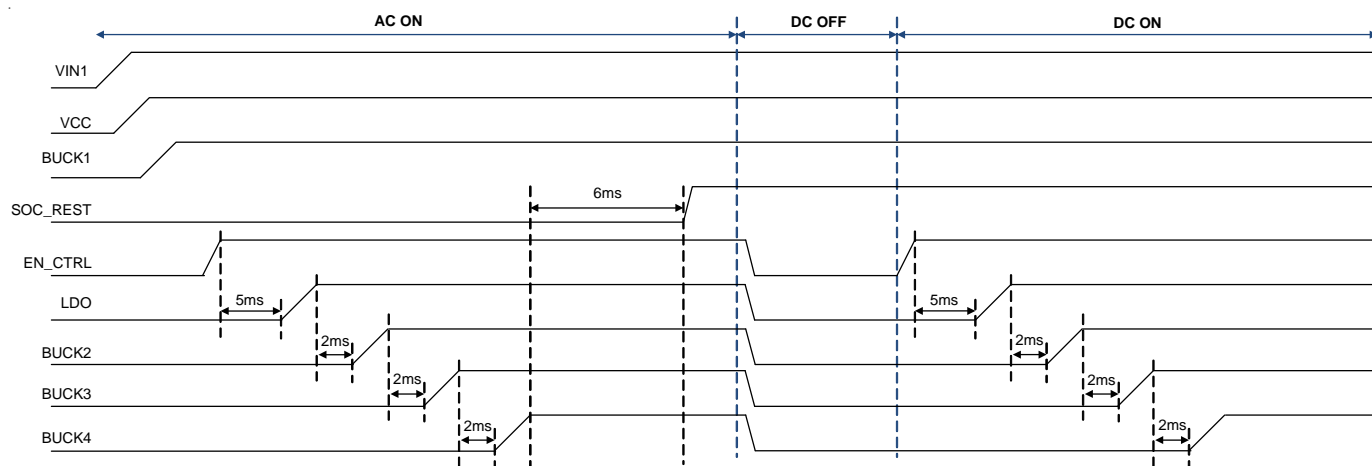 AC ON DC OFF DC ON
VIN1
VCC
BUCK1
6ms
SOC_REST
EN_CTRL
5ms 5ms
LDO
2ms 2ms
BUCK2
2ms 2ms
BUCK3
2ms 2ms
BUCK4